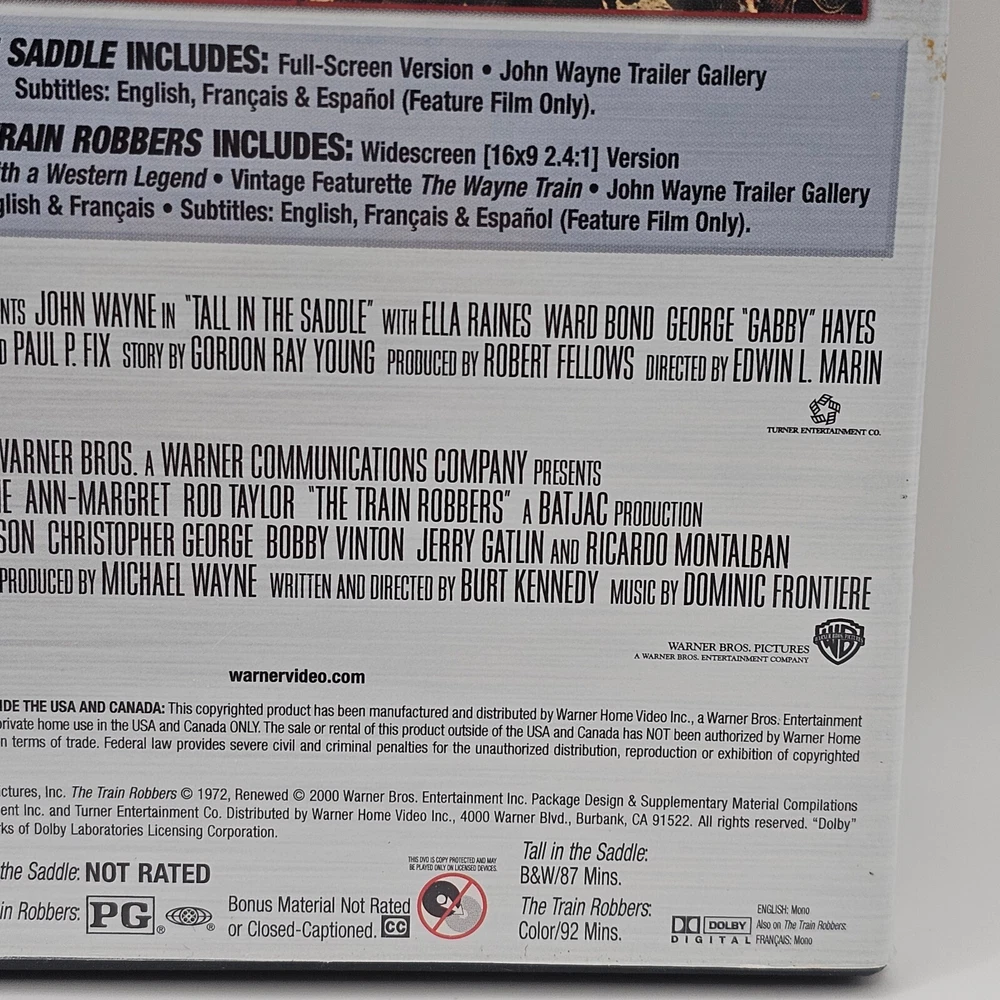 SADDLE INCLUDES: Full-Screen Version • John Wayne Trailer Gallery
Subtitles: English, Français & Español (Feature Film Only).
RAIN ROBBERS INCLUDES: Widescreen [16x9 2.4:1] Version
th a Western Legend • Vintage Featurette The Wayne Train • John Wayne Trailer Gallery
glish & Français • Subtitles: English, Français & Español (Feature Film Only).
NTS JOHN WAYNE IN "TALL IN THE SADDLE" WITH ELLA RAINES WARD BOND GEORGE "GABBY" HAYES
D PAUL P. FIX STORY BY GORDON RAY YOUNG PRODUCED BY ROBERT FELLOWS DIRECTED BY EDWIN L. MARIN
TURNER ENTERTAINMENT CO.
WARNER BROS. A WARNER COMMUNICATIONS COMPANY PRESENTS
E ANN-MARGRET ROD TAYLOR "THE TRAIN ROBBERS" A BATJAC PRODUCTION
SON CHRISTOPHER GEORGE BOBBY VINTON JERRY GATLIN AND RICARDO MONTALBAN
PRODUCED BY MICHAEL WAYNE WRITTEN AND DIRECTED BY BURT KENNEDY MUSIC BY DOMINIC FRONTIERE
WARNER BROS. PICTURES
A WARNER BROS. ENTERTAINMENT COMPANY
warnervideo.com
IDE THE USA AND CANADA: This copyrighted product has been manufactured and distributed by Warner Home Video Inc., a Warner Bros. Entertainment
private home use in the USA and Canada ONLY. The sale or rental of this product outside of the USA and Canada has NOT been authorized by Warner Home
n terms of trade. Federal law provides severe civil and criminal penalties for the unauthorized distribution, reproduction or exhibition of copyrighted
ctures, Inc. The Train Robbers © 1972, Renewed © 2000 Warner Bros. Entertainment Inc. Package Design & Supplementary Material Compilations
ent Inc. and Turner Entertainment Co. Distributed by Warner Home Video Inc., 4000 Warner Blvd., Burbank, CA 91522. All rights reserved. "Dolby"
ks of Dolby Laboratories Licensing Corporation.
the Saddle: NOT RATED
in Robbers: PG ® ®
Bonus Material Not Rated
or Closed-Captioned. CC
THIS DVD IS COPY PROTECTED AND MAY
BE PLAYED ONLY ON LICENSED DEVICES.
Tall in the Saddle:
B&W/87 Mins.
The Train Robbers:
Color/92 Mins.
DOLBY
DIGITAL
ENGLISH: Mono
Also on The Train Robbers:
FRANÇAIS: Mono